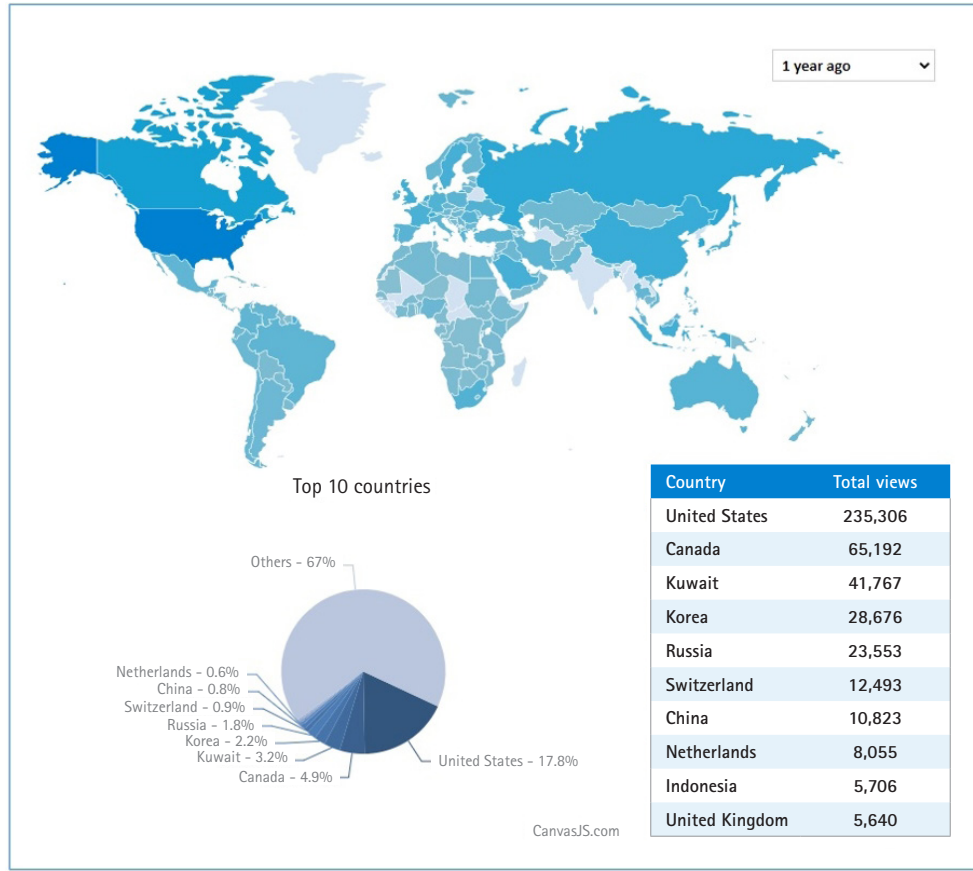 1 year ago
Top 10 countries
Others - 67%
Netherlands - 0.6%
China - 0.8%
Switzerland - 0.9%
Russia - 1.8%
Korea - 2.2%
Kuwait - 3.2%
Canada - 4.9%
United States - 17.8%
CanvasJS.com
Country Total views
United States 235,306
Canada 65,192
Kuwait 41,767
Korea 28,676
Russia 23,553
Switzerland 12,493
China 10,823
Netherlands 8,055
Indonesia 5,706
United Kingdom 5,640